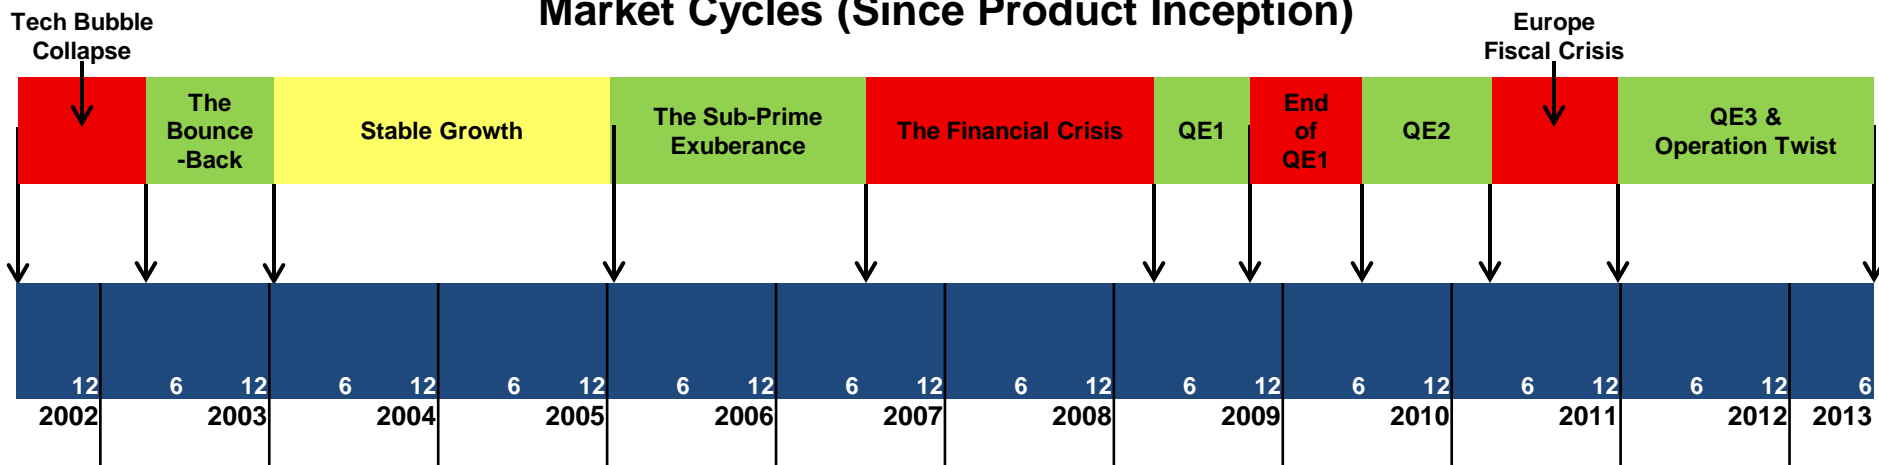 Market Cycles (Since Product Inception)
Tech Bubble
Collapse
Europe
Fiscal Crisis
The
Bounce
-Back
Stable Growth
The Sub-Prime
Exuberance
The Financial Crisis
QE1
End
of
QE1
QE2
QE3 &
Operation Twist
12 6 12 6 12 6 12 6 12 6 12 6 12 6 12 6 12 6 12 6 12 6
2002 2003 2004 2005 2006 2007 2008 2009 2010 2011 2012 2013